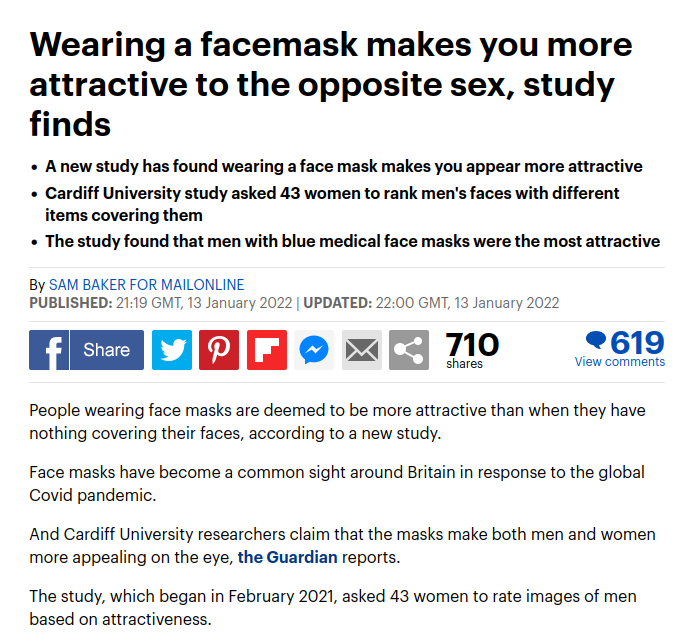 Wearing a facemask makes you more
attractive to the opposite sex, study
finds
• A new study has found wearing a face mask makes you appear more attractive
• Cardiff University study asked 43 women to rank men's faces with different
items covering them
• The study found that men with blue medical face masks were the most attractive
By SAM BAKER FOR MAILONLINE
PUBLISHED: 21:19 GMT, 13 January 2022 | UPDATED: 22:00 GMT, 13 January 2022
Share
710
shares
619
View comments
People wearing face masks are deemed to be more attractive than when they have
nothing covering their faces, according to a new study.
Face masks have become a common sight around Britain in response to the global
Covid pandemic.
And Cardiff University researchers claim that the masks make both men and women
more appealing on the eye, the Guardian reports.
The study, which began in February 2021, asked 43 women to rate images of men
based on attractiveness.